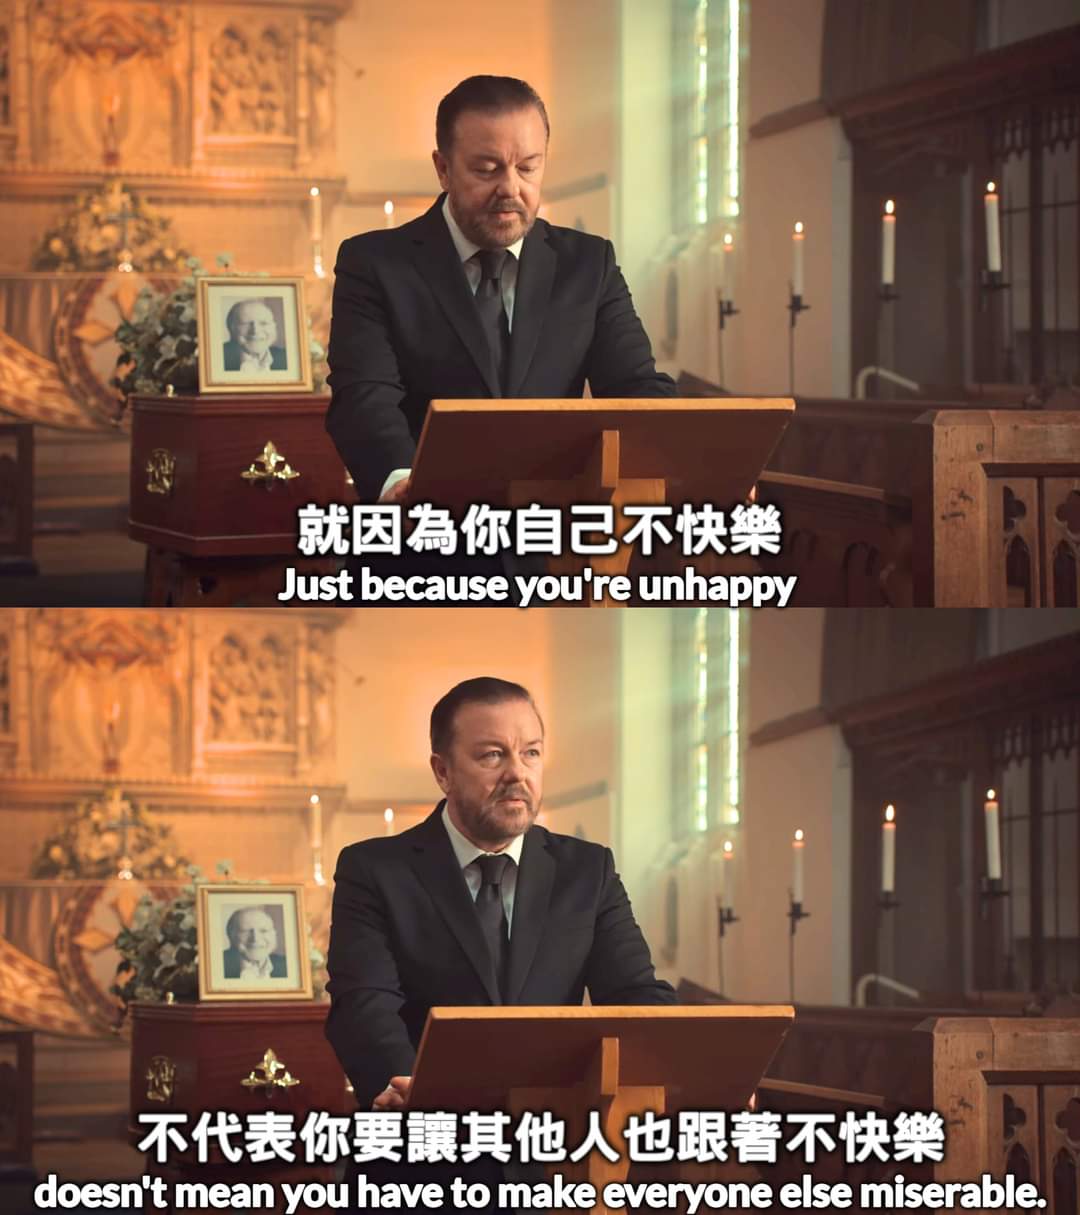 就因為你自己不快樂
Just because you're unhappy
不代表你要讓其他人也跟著不快樂
doesn't mean you have to make everyone else miserable.